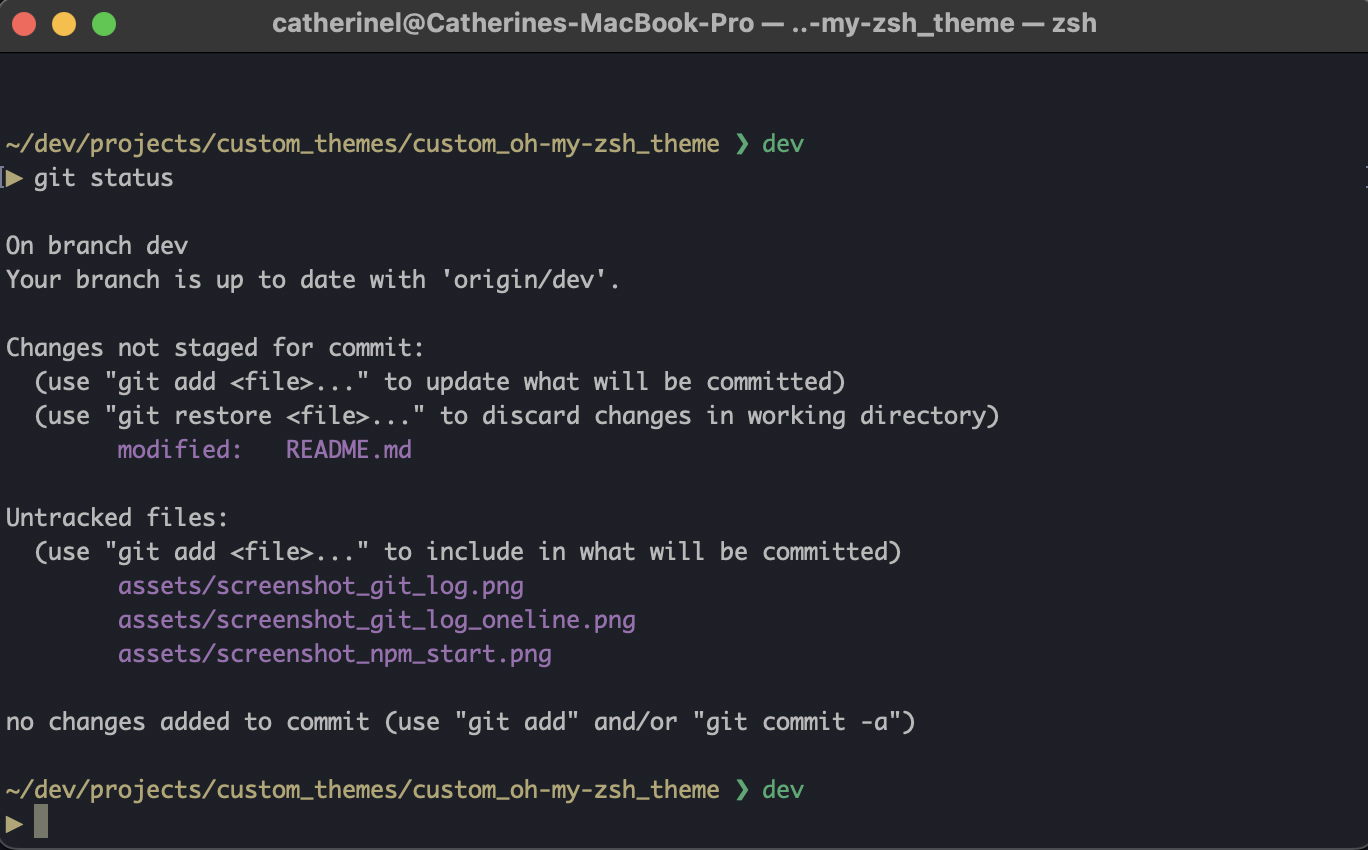 catherinel@Catherines-MacBook-Pro — ..-my-zsh_theme — zsh
~/dev/projects/custom_themes/custom_oh-my-zsh_theme ❯ dev
▶ git status
On branch dev
Your branch is up to date with 'origin/dev'.
Changes not staged for commit:
  (use "git add <file>..." to update what will be committed)
  (use "git restore <file>..." to discard changes in working directory)
        modified:   README.md
Untracked files:
  (use "git add <file>..." to include in what will be committed)
        assets/screenshot_git_log.png
        assets/screenshot_git_log_oneline.png
        assets/screenshot_npm_start.png
no changes added to commit (use "git add" and/or "git commit -a")
~/dev/projects/custom_themes/custom_oh-my-zsh_theme ❯ dev
▶